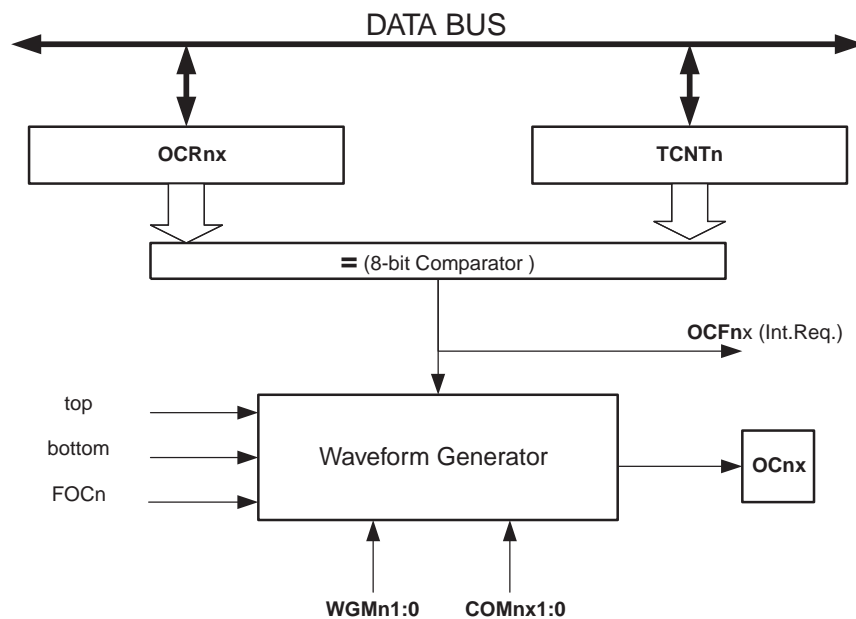 DATA BUS
OCRnx
TCNTn
= (8-bit Comparator )
OCFnx (Int.Req.)
top
bottom
FOCn
Waveform Generator
OCnx
WGMn1:0
COMnx1:0